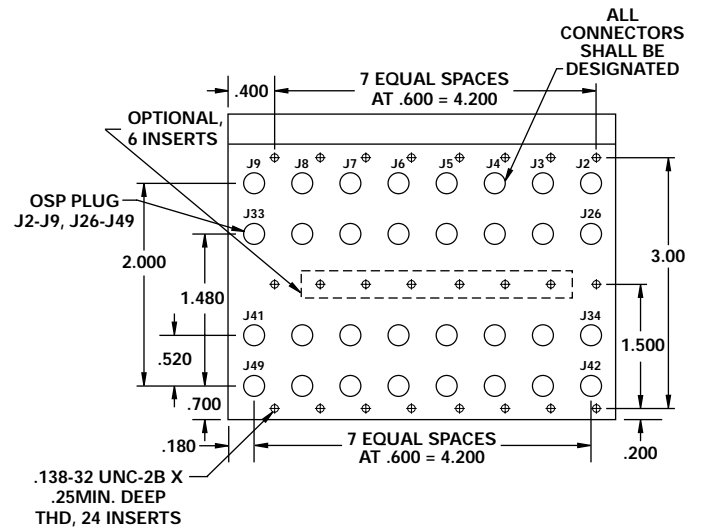 ALL
CONNECTORS
SHALL BE
DESIGNATED
7 EQUAL SPACES
AT .600 = 4.200
.400
OPTIONAL,
6 INSERTS
J9 J8 J7 J6 J5 J4 J3 J2
OSP PLUG
J2-J9, J26-J49
J33 J26
2.000
3.00
1.480
J41 J34
1.500
.520
J49 J42
.700
.180
7 EQUAL SPACES
AT .600 = 4.200
.200
.138-32 UNC-2B X
.25MIN. DEEP
THD, 24 INSERTS